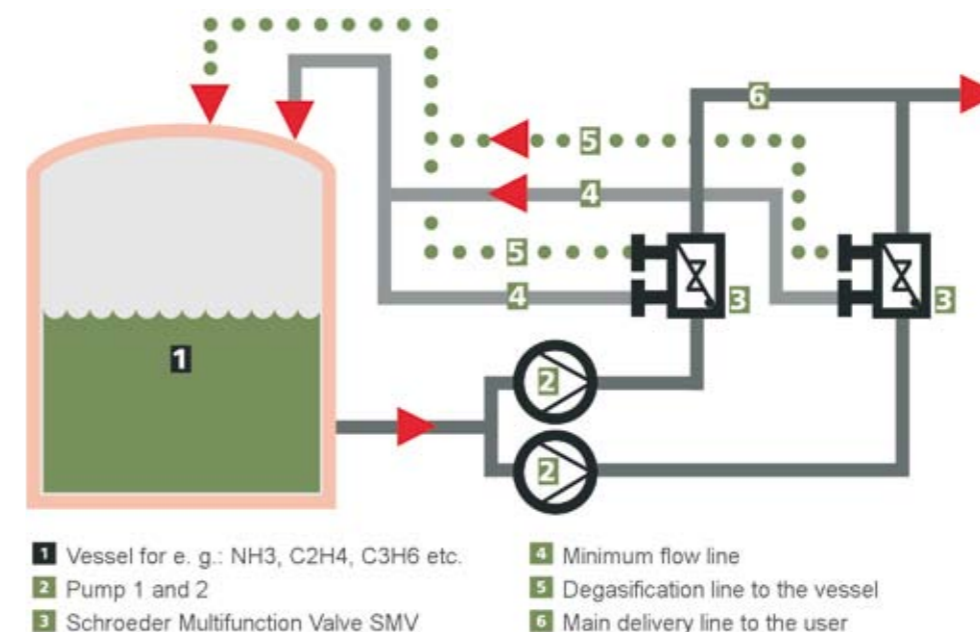 6
5
4
5
4
3
3
1
2
2
1 Vessel for e. g.: NH3, C2H4, C3H6 etc.
2 Pump 1 and 2
3 Schroeder Multifunction Valve SMV
4 Minimum flow line
5 Degasification line to the vessel
6 Main delivery line to the user